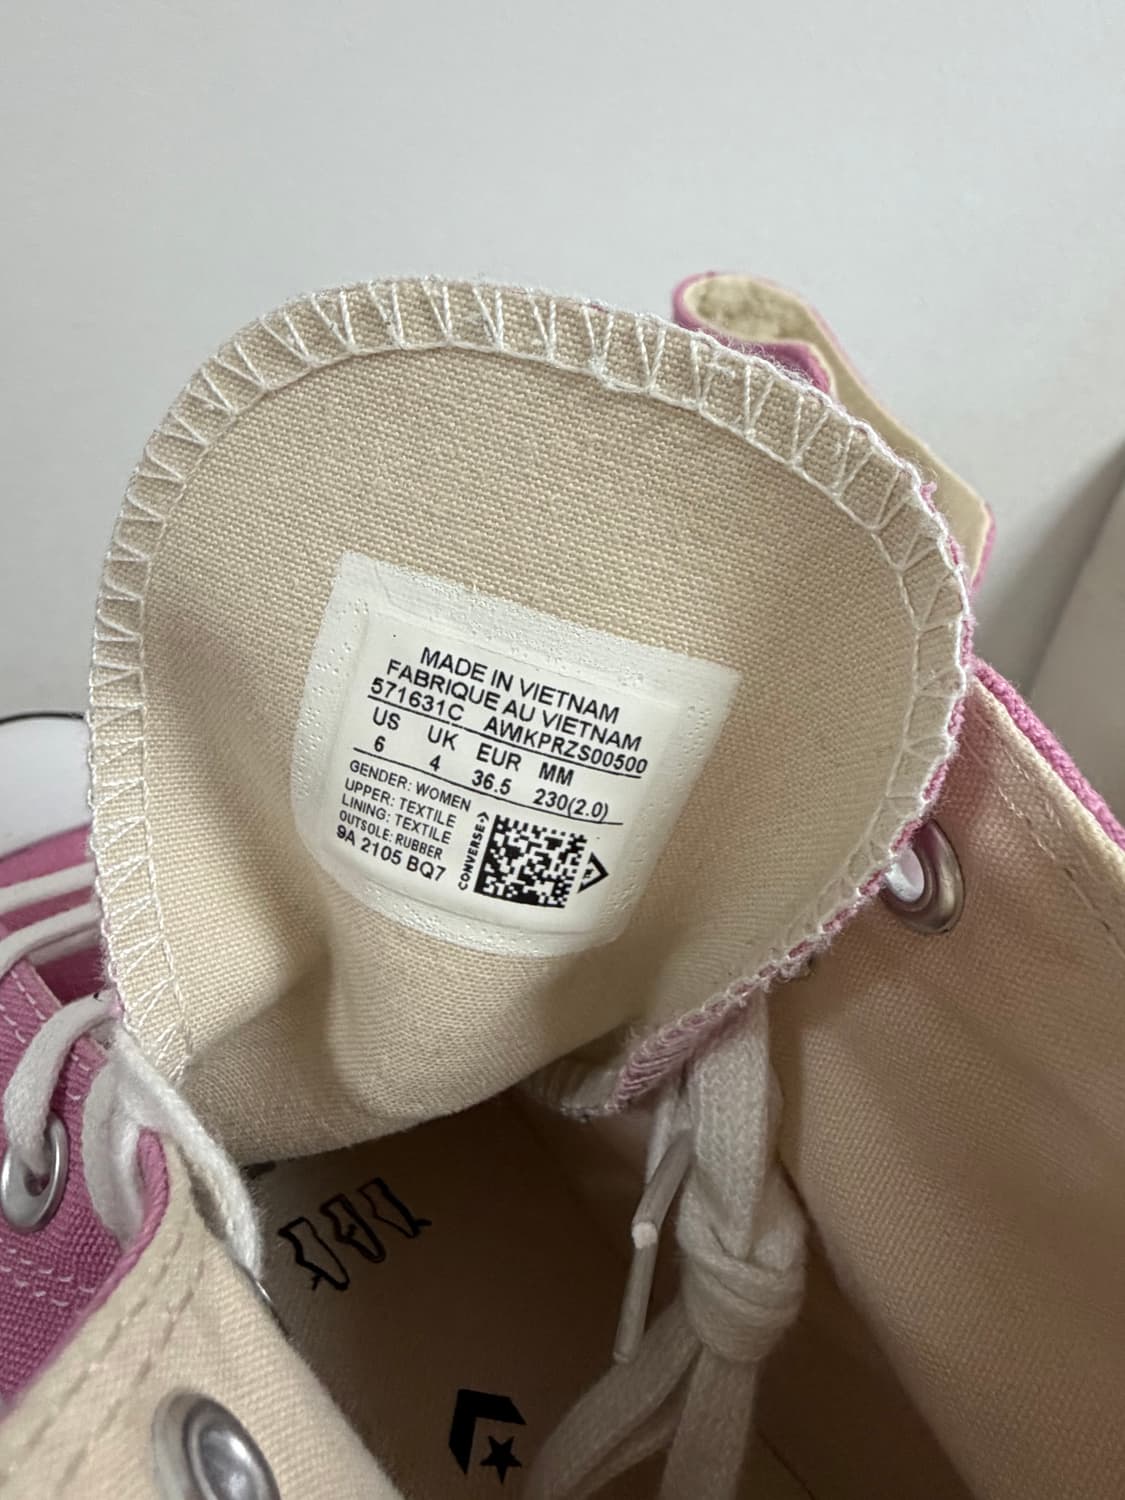 MADE IN VIETNAM
FABRIQUE AU VIETNAM
571631C AWIKPRZS00500
US UK EUR MM
6 4 36.5 230(2.0)
GENDER: WOMEN
UPPER: TEXTILE
LINING: TEXTILE
OUTSOLE: RUBBER
9A 2105 BQ7
CONVERSE